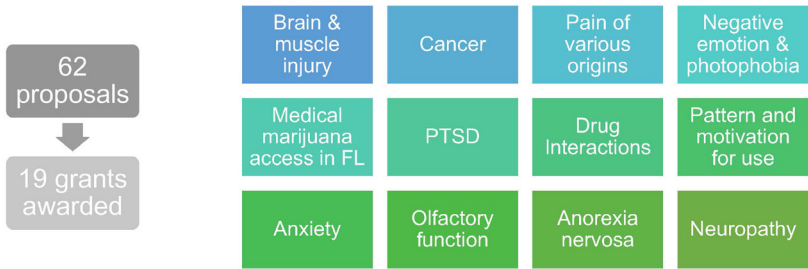 62
proposals
19 grants
awarded
Brain &
muscle
injury
Cancer
Pain of
various
origins
Negative
emotion &
photophobia
Medical
marijuana
access in FL
PTSD
Drug
Interactions
Pattern and
motivation
for use
Anxiety
Olfactory
function
Anorexia
nervosa
Neuropathy